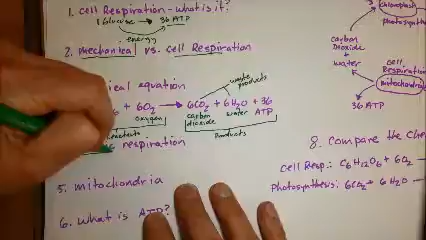 1. Cell Respiration - What is it?
1 Glucose → 36 ATP
energy
2. mechanical vs. cell Respiration
ical equation
waste products
6 + 6O2 → 6CO2 + 6H2O + 36 ATP
oxygen
carbon dioxide
water
Products
respiration
5. mitochondria
6. What is ATP?
chloroplast
photosynthe
carbon dioxide + water
cell Respiration
mitochondria
36 ATP
8. Compare the Che
Cell Resp.: C6H12O6 + 6O2
Photosynthesis: 6CO2 + 6H2O